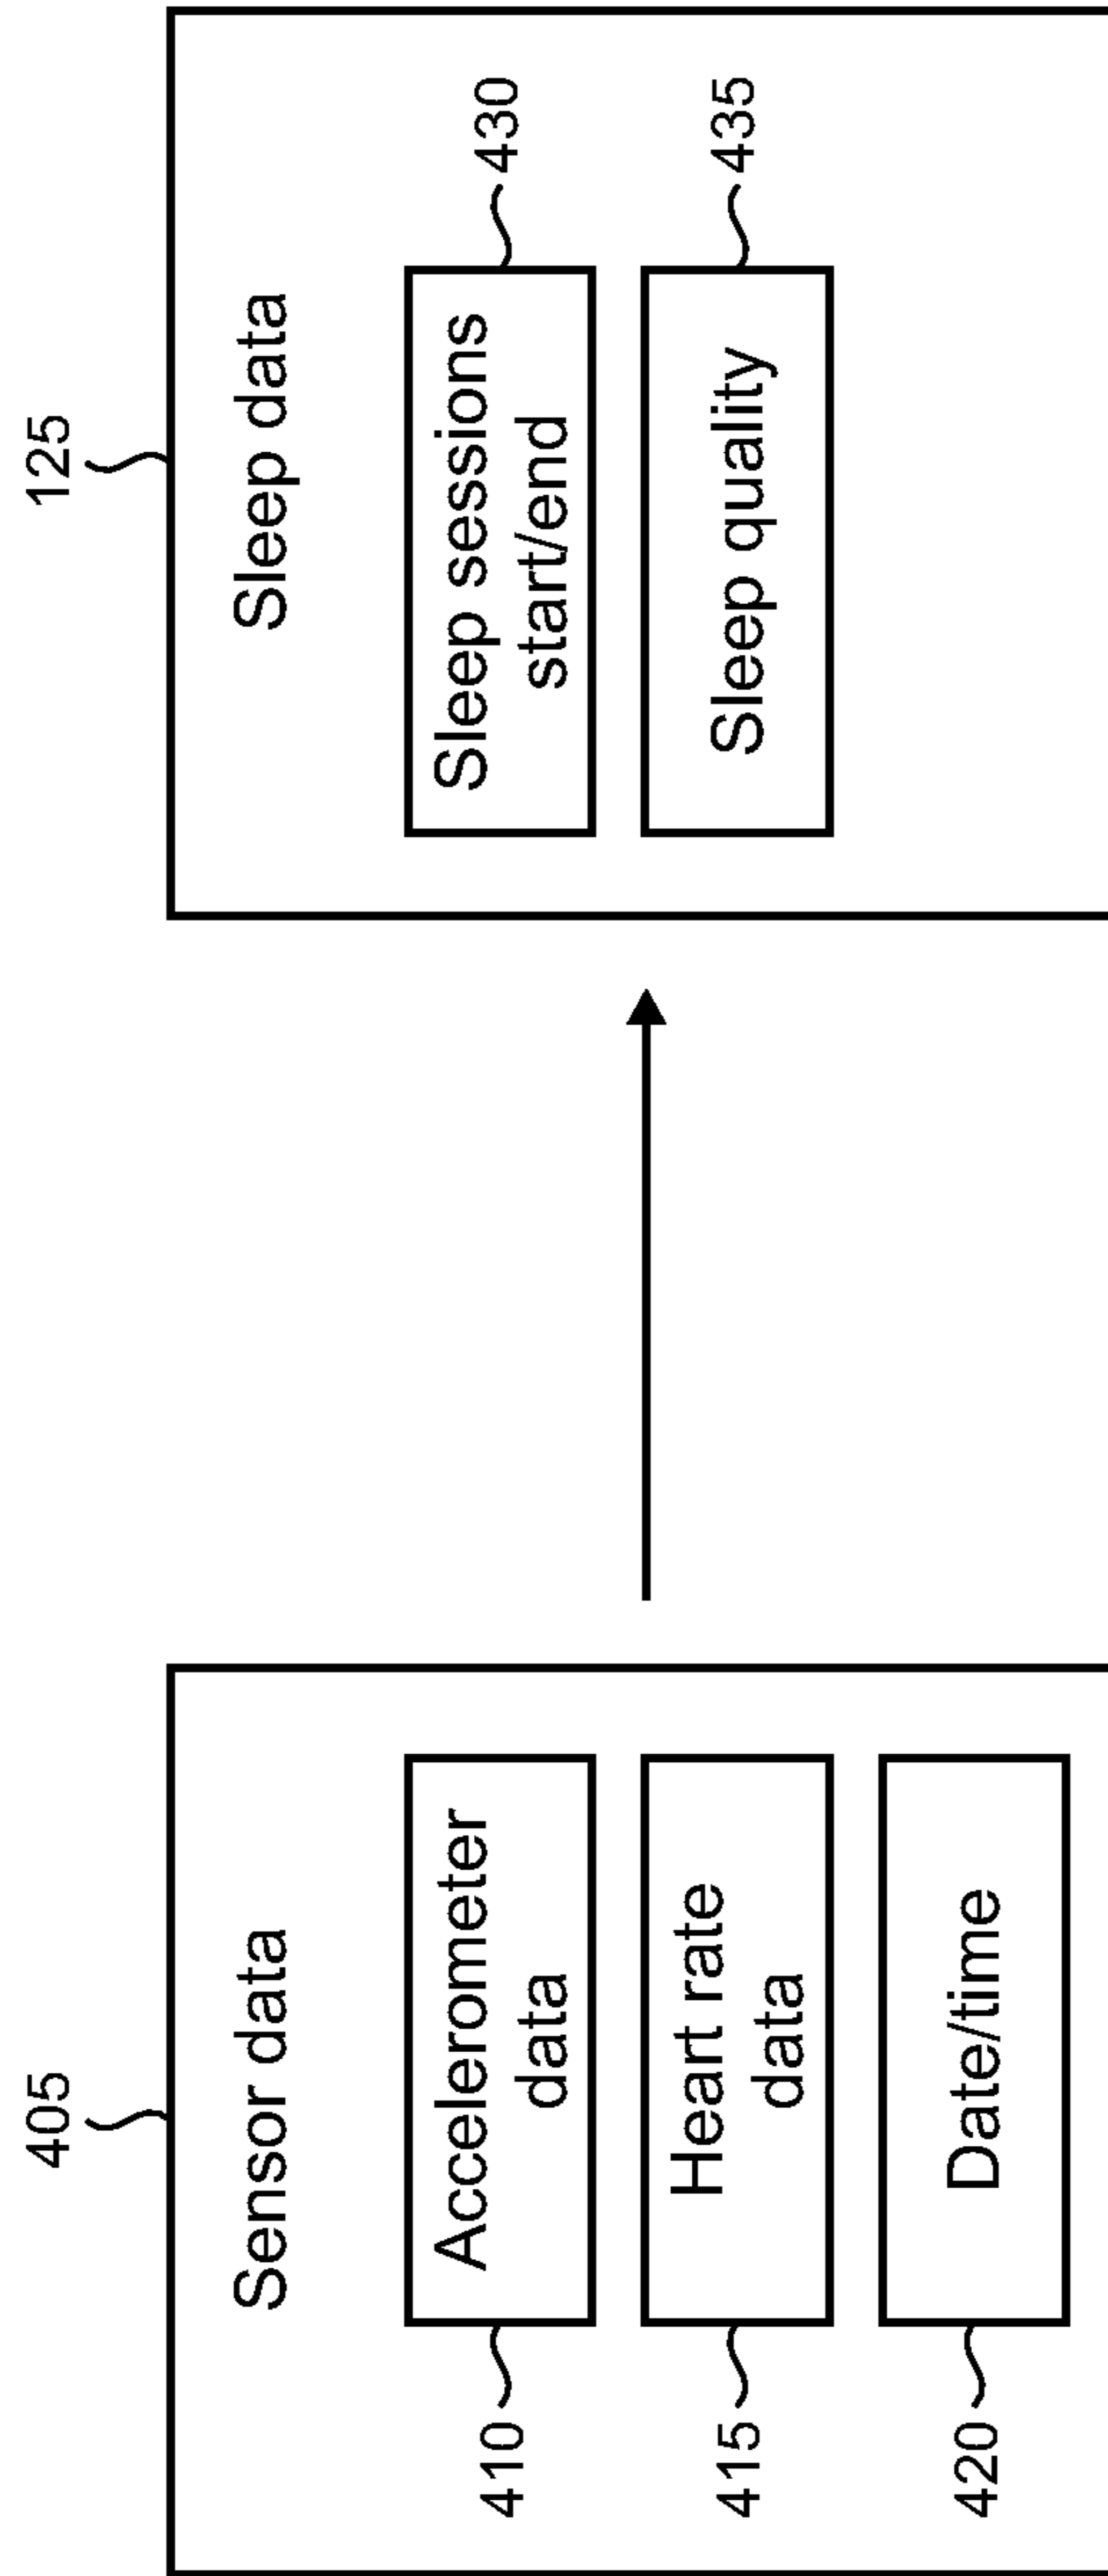 405
Sensor data
410
Accelerometer
data
415
Heart rate
data
420
Date/time
125
Sleep data
Sleep sessions
start/end
430
Sleep quality
435